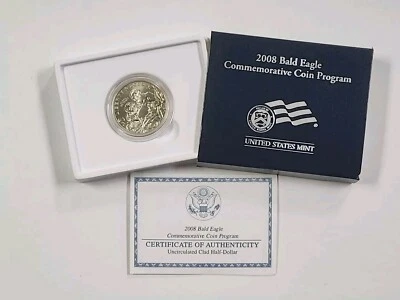 2008 Bald Eagle
Commemorative Coin Program
UNITED STATES MINT
2008 Bald Eagle
Commemorative Coin Program
CERTIFICATE OF AUTHENTICITY
Uncirculated Clad Half-Dollar